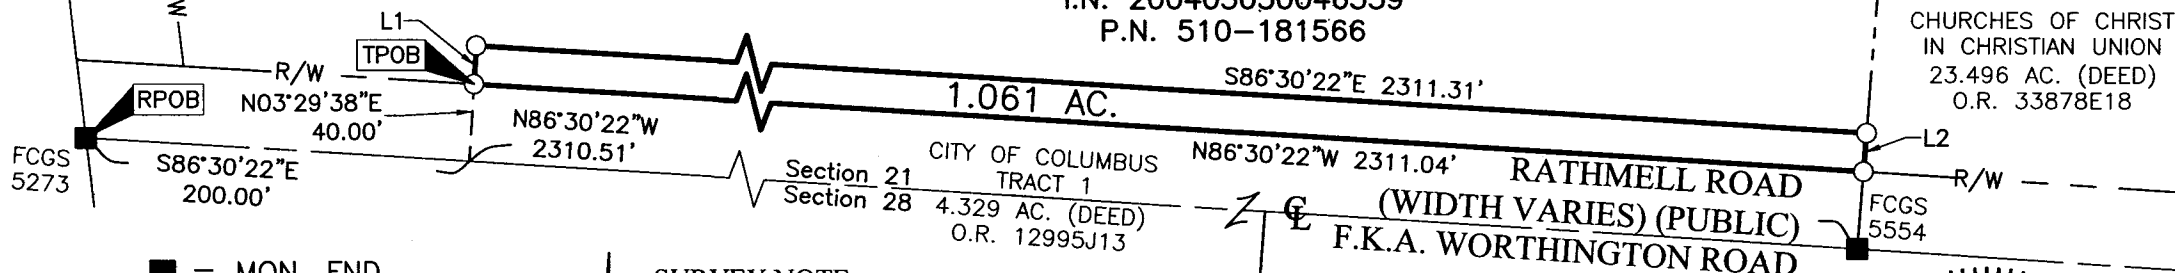 I.N. 200403030046359
P.N. 510-181566
CHURCHES OF CHRIST
IN CHRISTIAN UNION
23.496 AC. (DEED)
O.R. 33878E18
L1
TPOB
R/W
RPOB
N03°29'38"E
40.00'
N86°30'22"W
2310.51'
S86°30'22"E 2311.31'
1.061 AC.
N86°30'22"W 2311.04'
L2
FCGS
5273
S86°30'22"E
200.00'
Section 21
Section 28
CITY OF COLUMBUS
TRACT 1
4.329 AC. (DEED)
O.R. 12995J13
RATHMELL ROAD
(WIDTH VARIES) (PUBLIC)
F.K.A. WORTHINGTON ROAD
℄
R/W
FCGS
5554
= MON. FND.
SURVEY NOTE